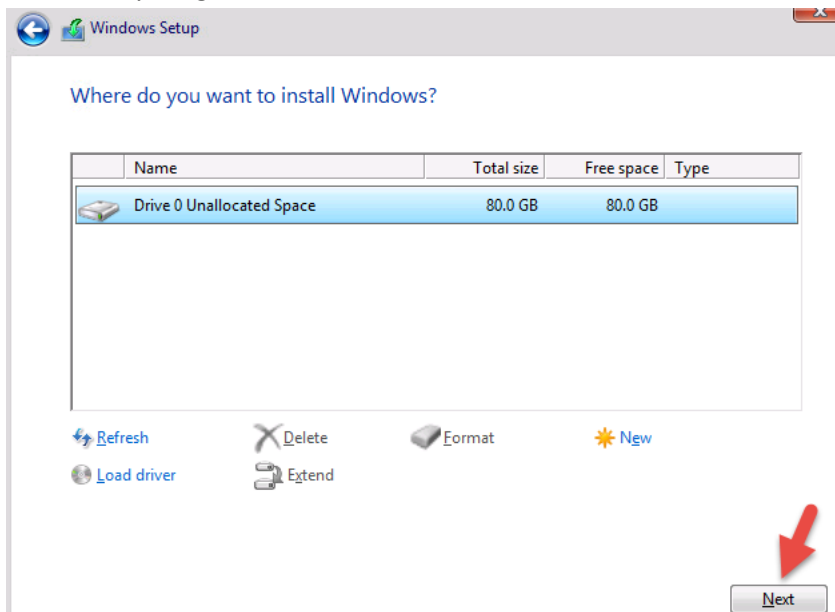 Windows Setup
Where do you want to install Windows?
Name Total size Free space Type
Drive 0 Unallocated Space 80.0 GB 80.0 GB
Refresh Delete Format New
Load driver Extend
Next